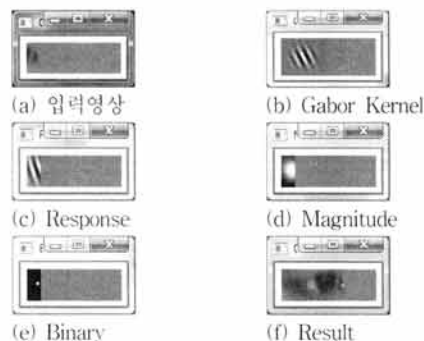 (a) 입력영상
(b) Gabor Kernel
(c) Response
(d) Magnitude
(e) Binary
(f) Result